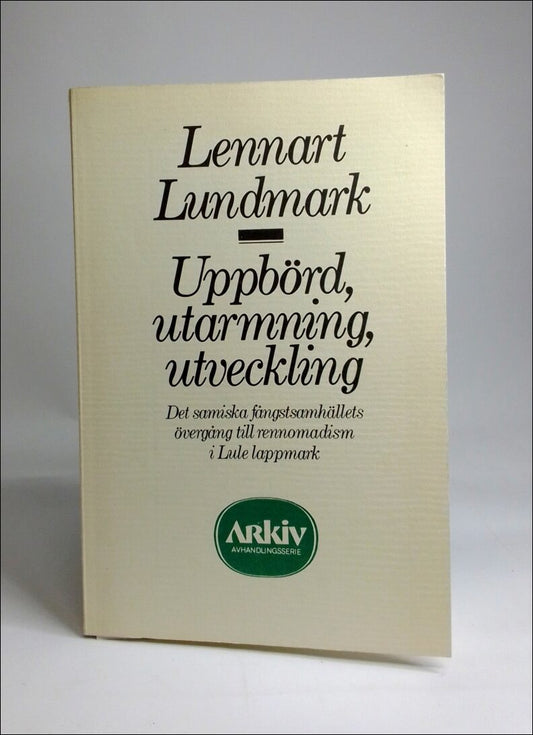 Lennart
Lundmark
Uppbörd,
utarmning,
utveckling
Det samiska fångstsamhällets
övergång till rennomadism
i Lule lappmark
ARKIV
AVHANDLINGSSERIE